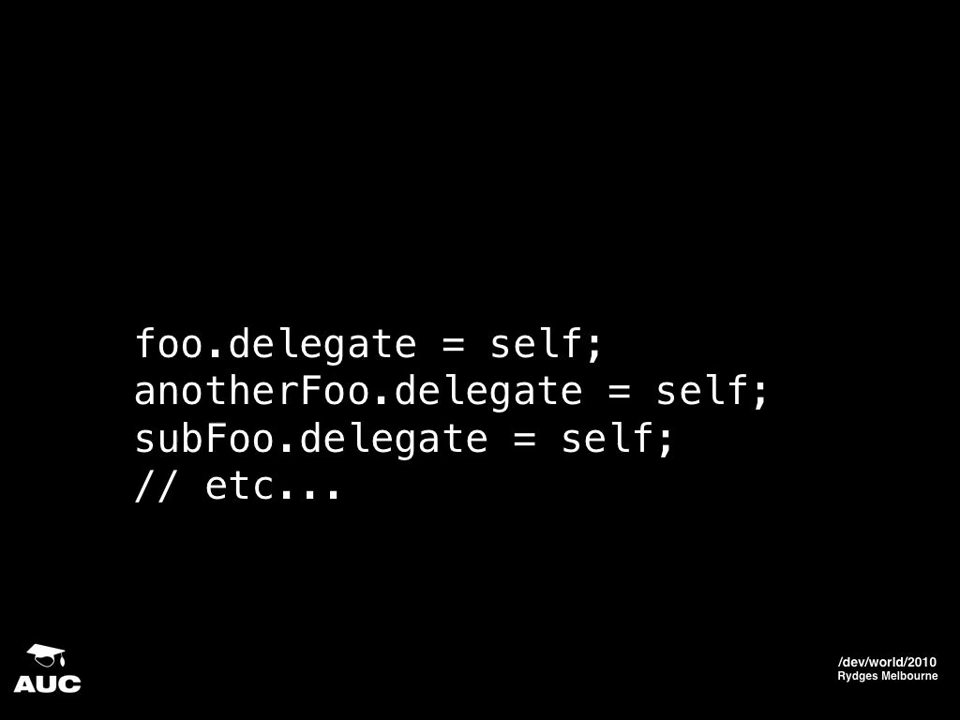 foo.delegate = self;
anotherFoo.delegate = self;
subFoo.delegate = self;
// etc...
AUC
/dev/world/2010
Rydges Melbourne